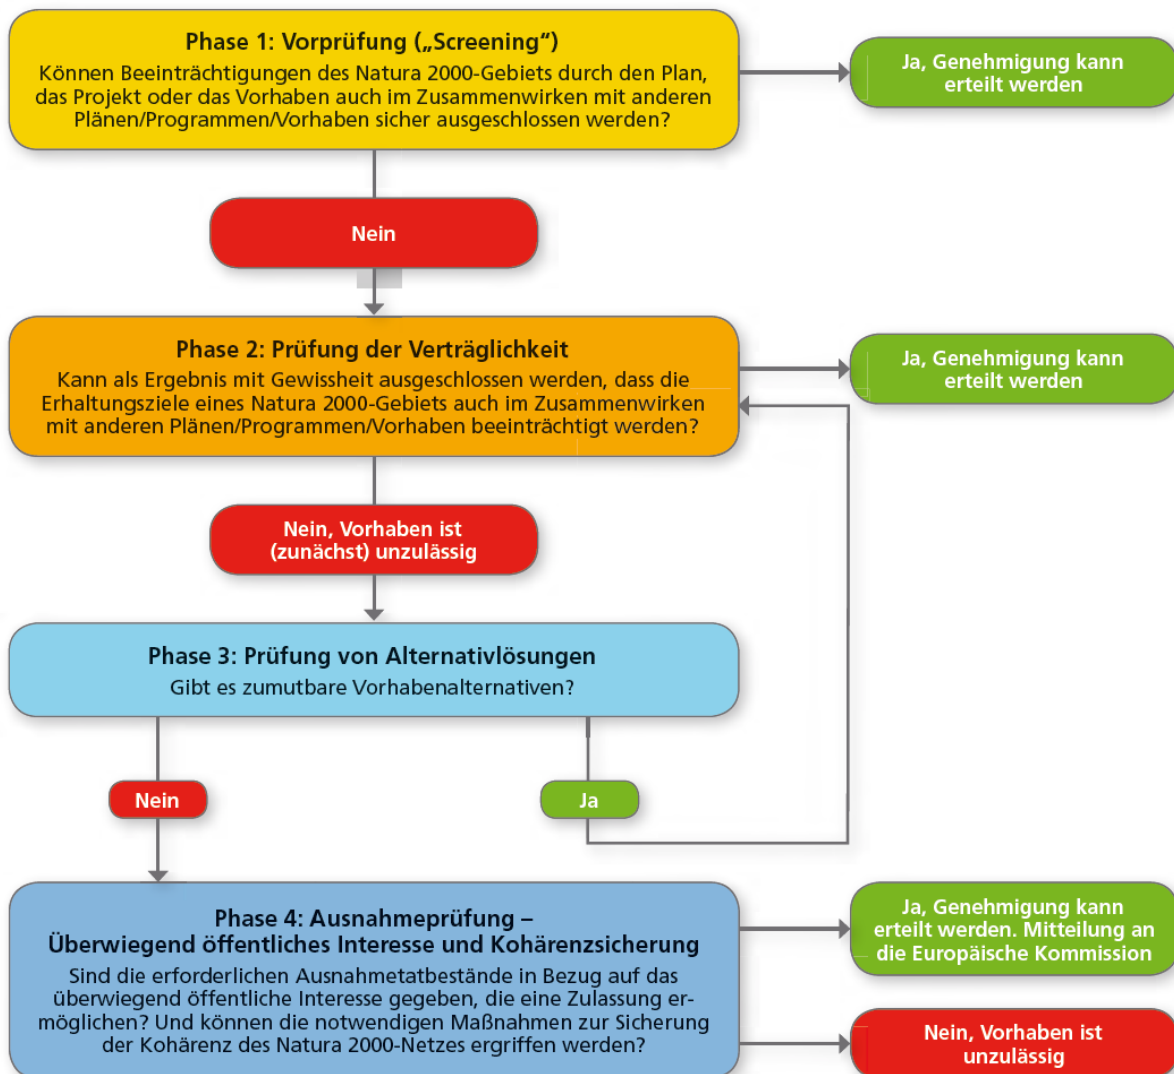 Phase 1: Vorprüfung („Screening“)
Können Beeinträchtigungen des Natura 2000-Gebiets durch den Plan,
das Projekt oder das Vorhaben auch im Zusammenwirken mit anderen
Plänen/Programmen/Vorhaben sicher ausgeschlossen werden?
Ja, Genehmigung kann
erteilt werden
Nein
Phase 2: Prüfung der Verträglichkeit
Kann als Ergebnis mit Gewissheit ausgeschlossen werden, dass die
Erhaltungsziele eines Natura 2000-Gebiets auch im Zusammenwirken
mit anderen Plänen/Programmen/Vorhaben beeinträchtigt werden?
Ja, Genehmigung kann
erteilt werden
Nein, Vorhaben ist
(zunächst) unzulässig
Phase 3: Prüfung von Alternativlösungen
Gibt es zumutbare Vorhabenalternativen?
Nein
Ja
Phase 4: Ausnahmeprüfung –
Überwiegend öffentliches Interesse und Kohärenzsicherung
Sind die erforderlichen Ausnahmetatbestände in Bezug auf das
überwiegend öffentliche Interesse gegeben, die eine Zulassung er-
möglichen? Und können die notwendigen Maßnahmen zur Sicherung
der Kohärenz des Natura 2000-Netzes ergriffen werden?
Ja, Genehmigung kann
erteilt werden. Mitteilung an
die Europäische Kommission
Nein, Vorhaben ist
unzulässig